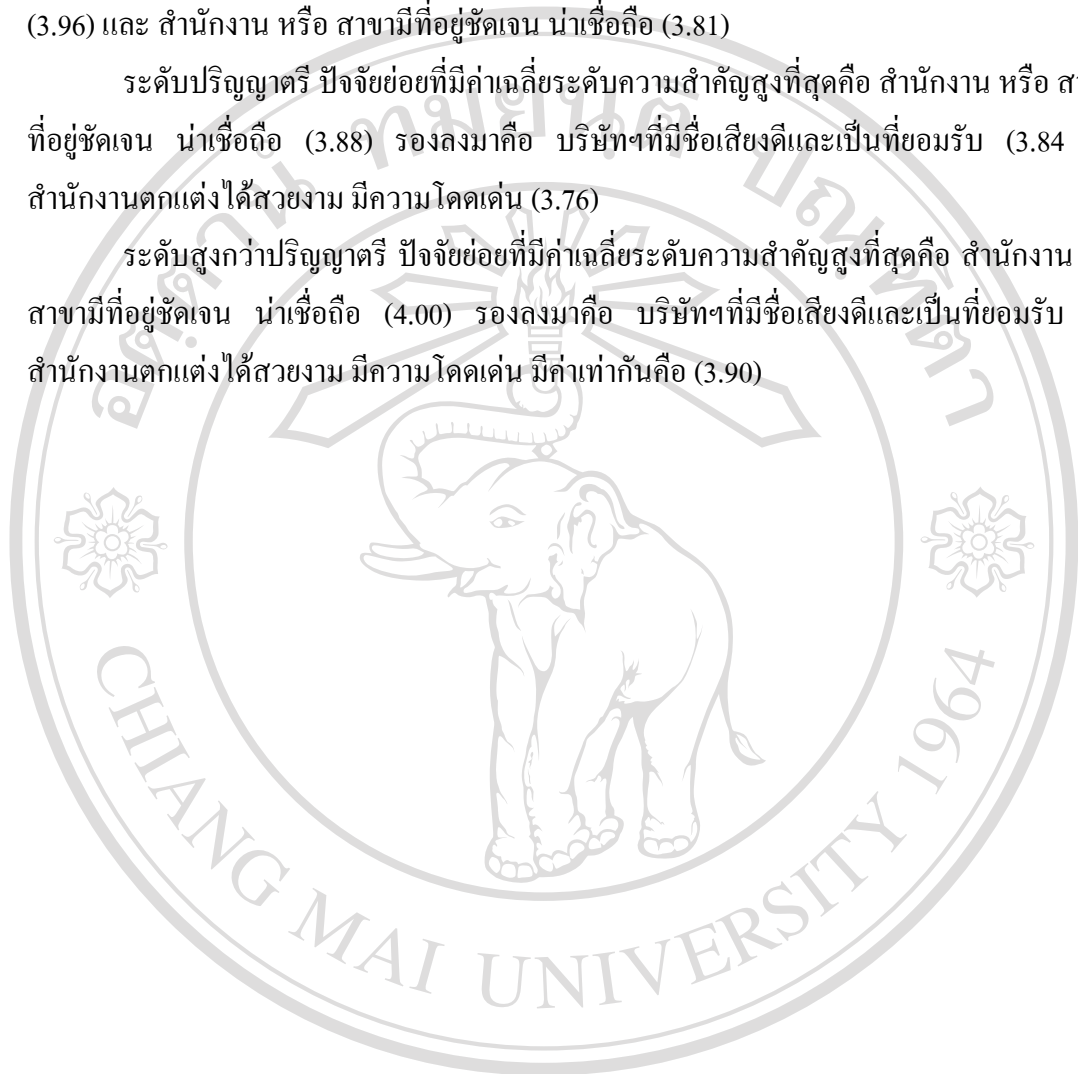 (3.96) และ สำนักงาน หรือ สาขามีที่อยู่ชัดเจน น่าเชื่อถือ (3.81)
ระดับปริญญาตรี ปัจจัยย่อยที่มีค่าเฉลี่ยระดับความสำคัญสูงที่สุดคือ สำนักงาน หรือ
ที่อยู่ชัดเจน น่าเชื่อถือ (3.88) รองลงมาคือ บริษัทฯที่มีชื่อเสียงดีและเป็นที่ยอมรับ (3.84
สำนักงานตกแต่งได้สวยงาม มีความโดดเด่น (3.76)
ระดับสูงกว่าปริญญาตรี ปัจจัยย่อยที่มีค่าเฉลี่ยระดับความสำคัญสูงที่สุดคือ สำนักงาน
สาขามีที่อยู่ชัดเจน น่าเชื่อถือ (4.00) รองลงมาคือ บริษัทฯที่มีชื่อเสียงดีและเป็นที่ยอมรับ
สำนักงานตกแต่งได้สวยงาม มีความโดดเด่น มีค่าเท่ากันคือ (3.90)
CHIANG MAI UNIVERSITY 1964